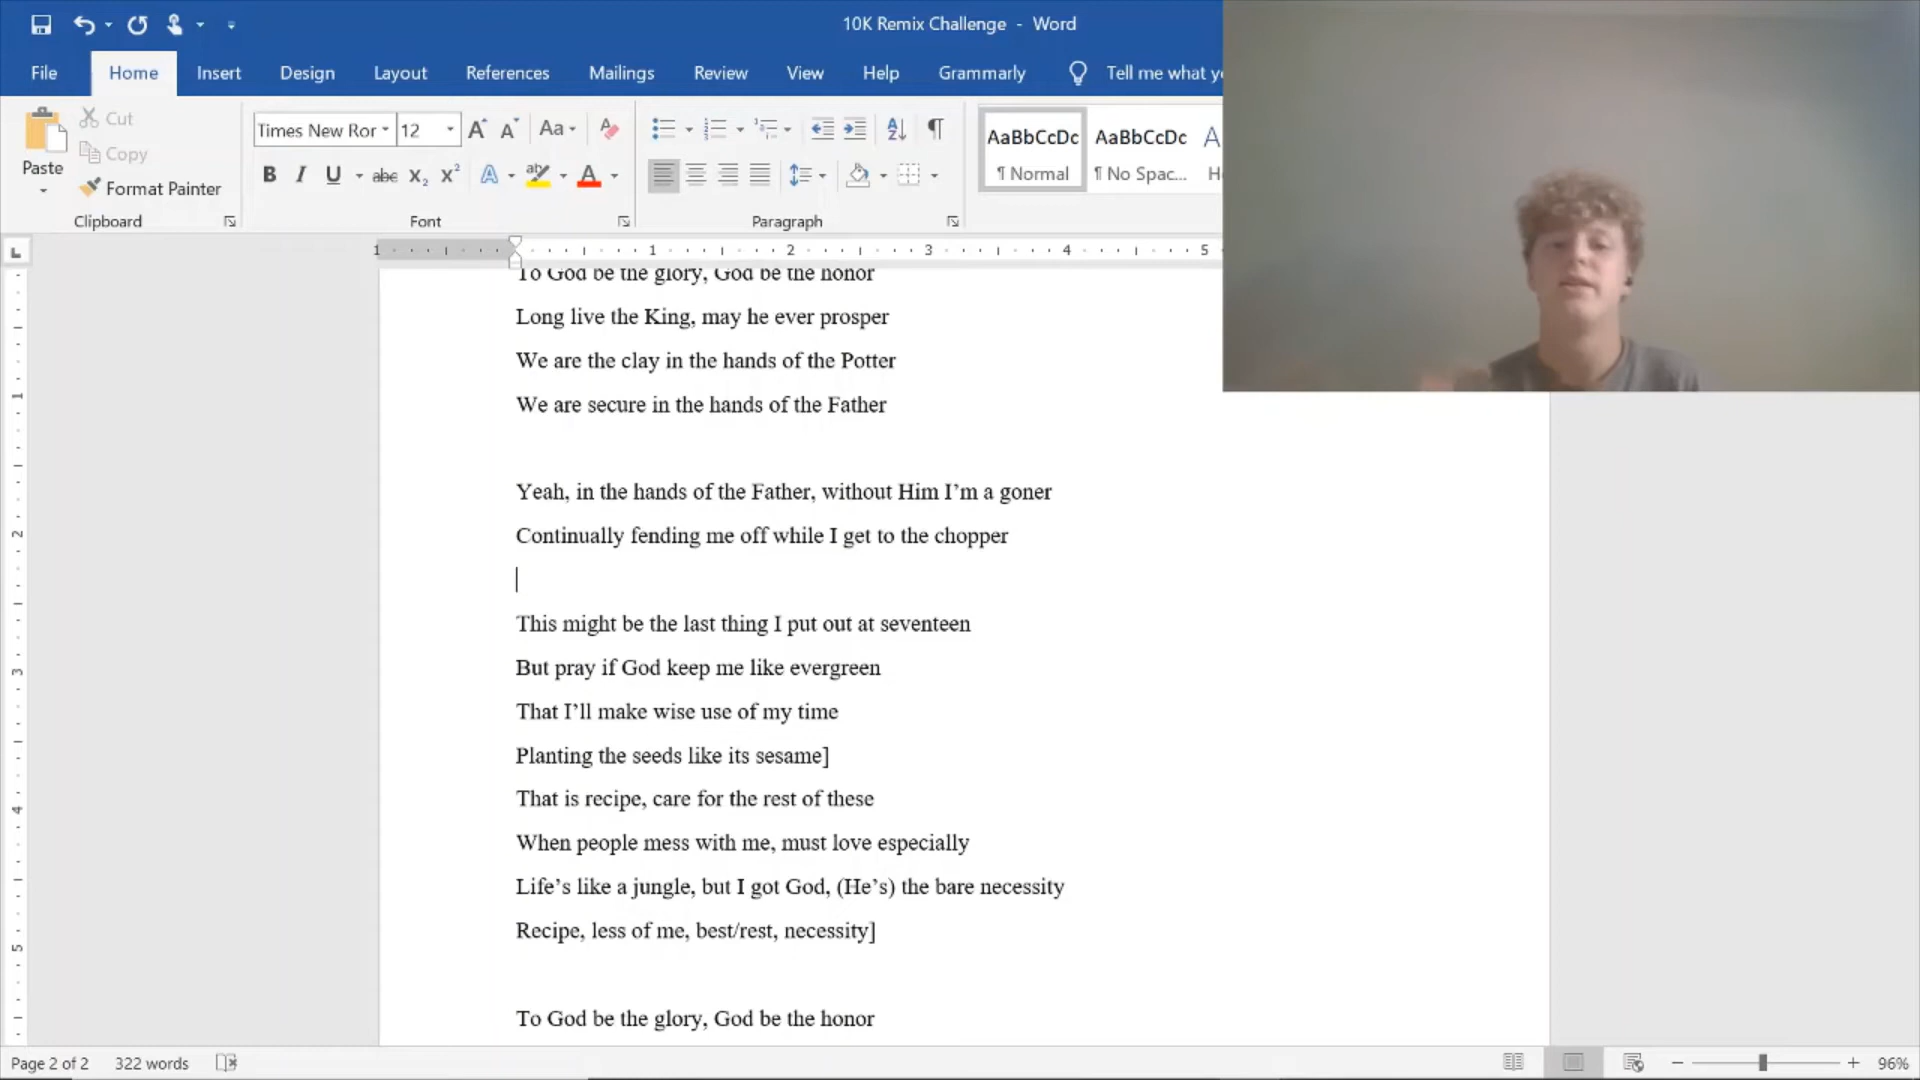 10K Remix Challenge - Word
File Home Insert Design Layout References Mailings Review View Help Grammarly Tell me what
Cut
Copy
Paste
Format Painter
Clipboard
Times New Ror 12
Font
Paragraph
AaBbCcDc AaBbCcDc
¶ Normal ¶ No Spac...
1 1 2 3 4 5
To God be the glory, God be the honor
Long live the King, may he ever prosper
We are the clay in the hands of the Potter
We are secure in the hands of the Father
Yeah, in the hands of the Father, without Him I’m a goner
Continually fending me off while I get to the chopper
This might be the last thing I put out at seventeen
But pray if God keep me like evergreen
That I’ll make wise use of my time
Planting the seeds like its sesame]
That is recipe, care for the rest of these
When people mess with me, must love especially
Life’s like a jungle, but I got God, (He’s) the bare necessity
Recipe, less of me, best/rest, necessity]
To God be the glory, God be the honor
Page 2 of 2 322 words 96%